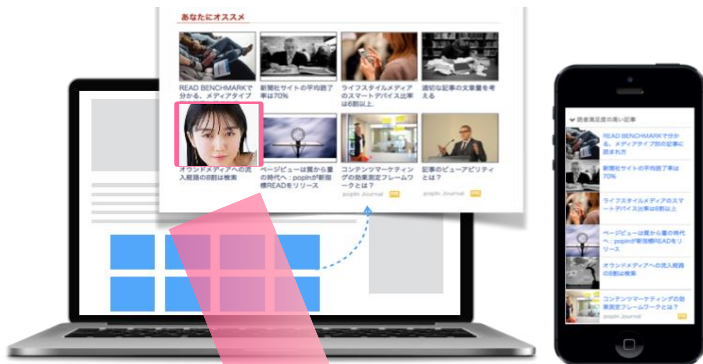 あなたにオススメ
READ BENCHMARKで
分かる、メディアタイプ
新聞社サイトの平均読了
率は70%
ライフスタイルメディア
のスマートデバイス比率
は6割以上
適切な記事の文章量を考
える
オウンドメディアへの流
入経路の8割は検索
ページビューは質から量
の時代へ：popInが新指
標READをリリース
コンテンツマーケティン
グの効果測定フレームワ
ークとは？
popIn Journal
記事のビューアビリティ
とは？
popIn Journal
読者満足度の高い記事
READ BENCHMARKで分か
る、メディアタイプ別の記事に
読まれ方
新聞社サイトの平均読了率は
70%
ライフスタイルメディアのスマ
ートデバイス比率は6割以上
ページビューは質から量の時代
へ：popInが新指標READをリ
リース
オウンドメディアへの流入経路
の8割は検索
コンテンツマーケティングの効
果測定フレームワークとは？
popIn Journal